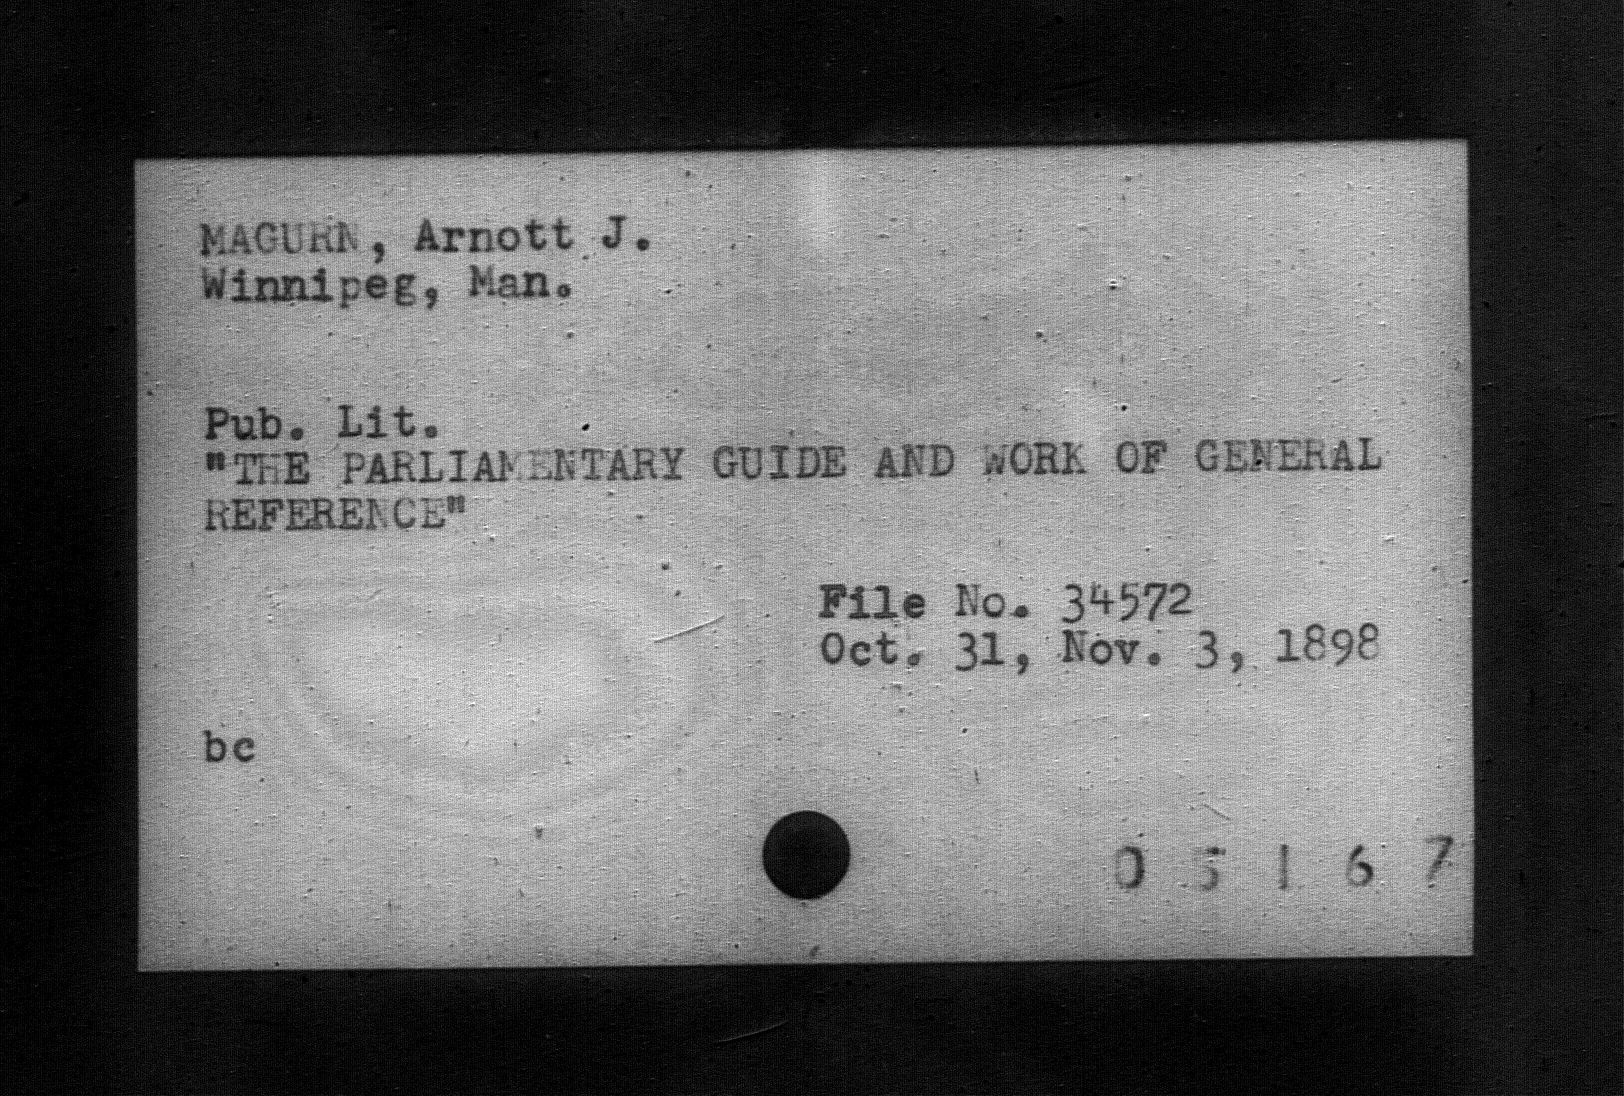 MAGURN, Arnott J.
Winnipeg, Man.
Pub. Lit.
"THE PARLIAMENTARY GUIDE AND WORK OF GENERAL
REFERENCE"
File No. 34572
Oct. 31, Nov. 3, 1898
bc
0 5 1 6 7